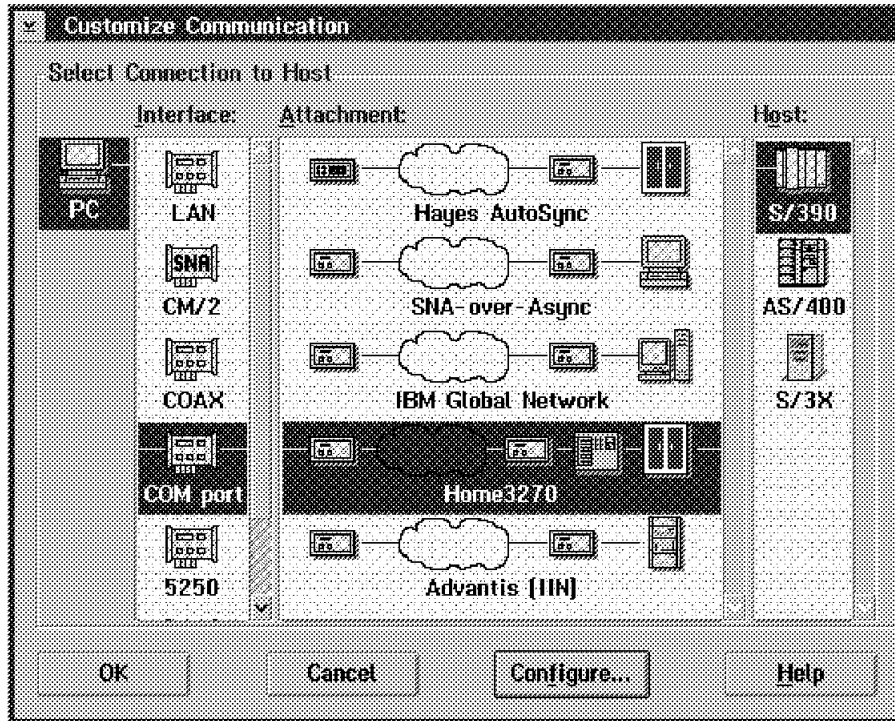 Customize Communication
Select Connection to Host
Interface:
Attachment:
Host:
PC
LAN
Hayes AutoSync
S/390
SNA
CM/2
SNA-over-Async
AS/400
COAX
IBM Global Network
S/3X
COM port
Home3270
5250
Advantis (IIN)
OK
Cancel
Configure...
Help